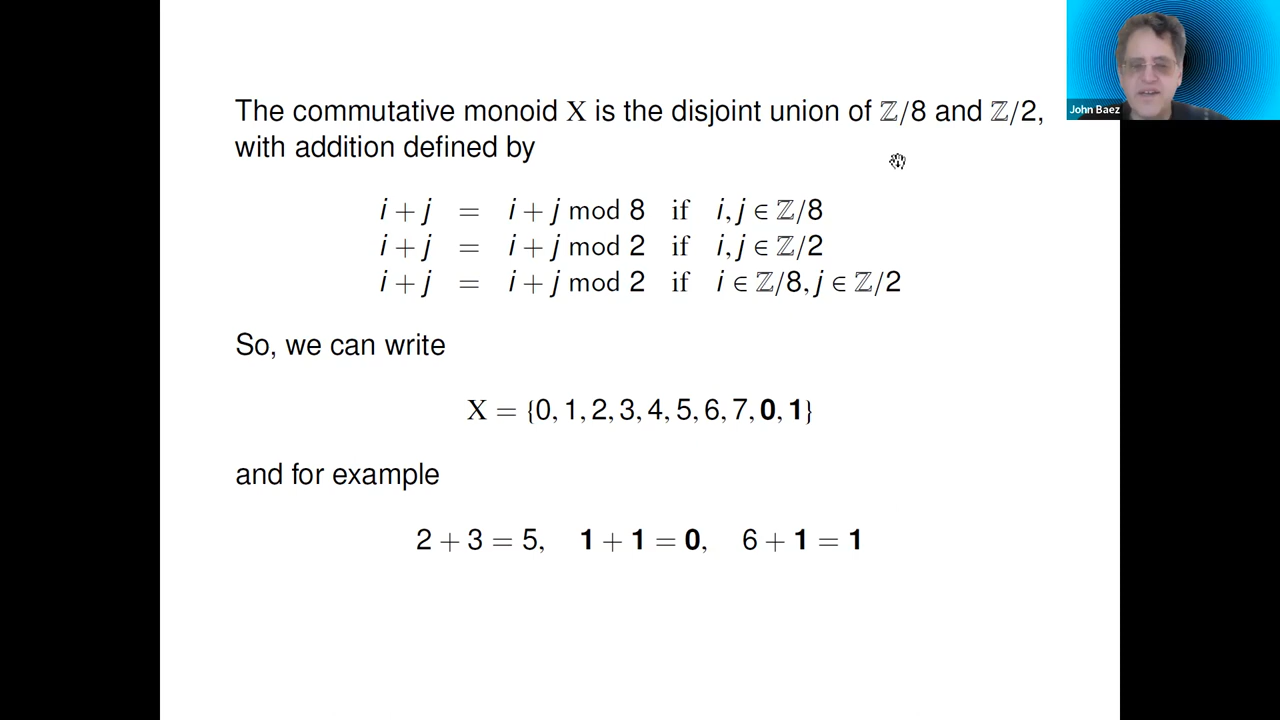 The commutative monoid X is the disjoint union of ℤ/8 and ℤ/2,
with addition defined by
i + j = i + j mod 8 if i, j ∈ ℤ/8
i + j = i + j mod 2 if i, j ∈ ℤ/2
i + j = i + j mod 2 if i ∈ ℤ/8, j ∈ ℤ/2
So, we can write
X = {0, 1, 2, 3, 4, 5, 6, 7, 0, 1}
and for example
2 + 3 = 5, 1 + 1 = 0, 6 + 1 = 1
John Baez